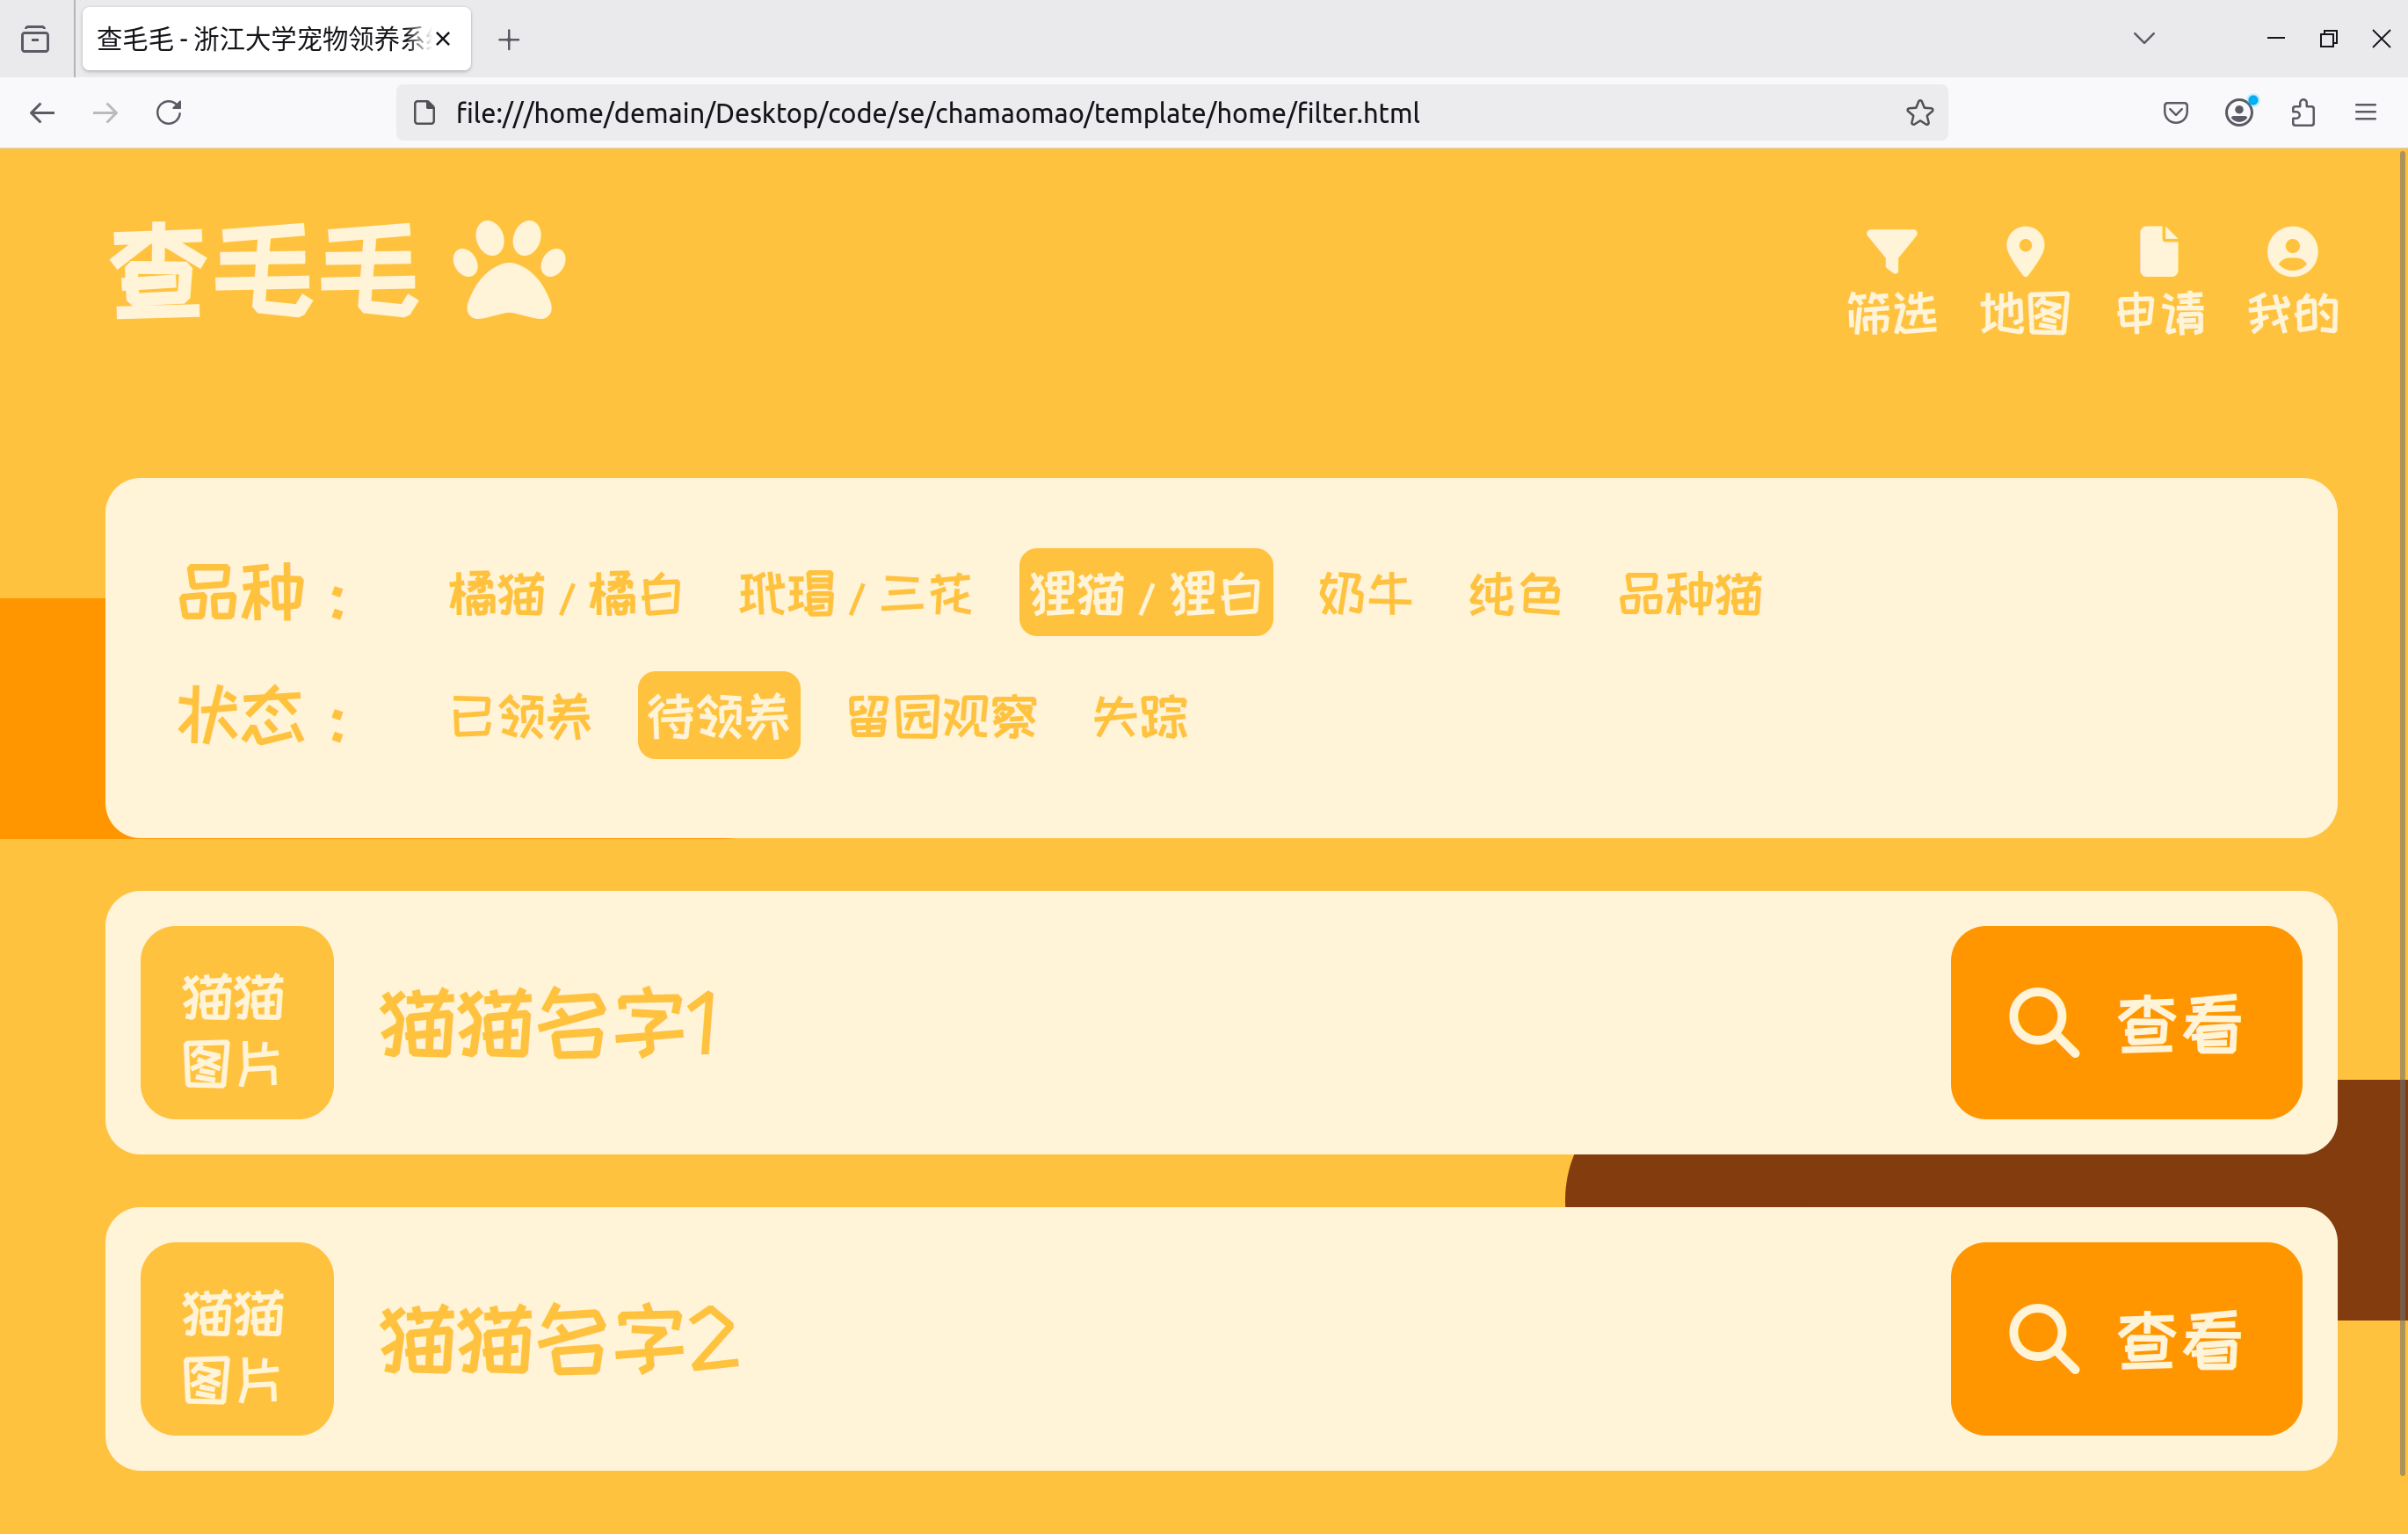 查毛毛 - 浙江大学宠物领养系
file:///home/demain/Desktop/code/se/chamaomao/template/home/filter.html
查毛毛
筛选 地图 申请 我的
品种： 橘猫 / 橘白 玳瑁 / 三花 狸猫 / 狸白 奶牛 纯色 品种猫
状态： 已领养 待领养 留园观察 失踪
猫猫
图片
猫猫名字1
查看
猫猫
图片
猫猫名字2
查看